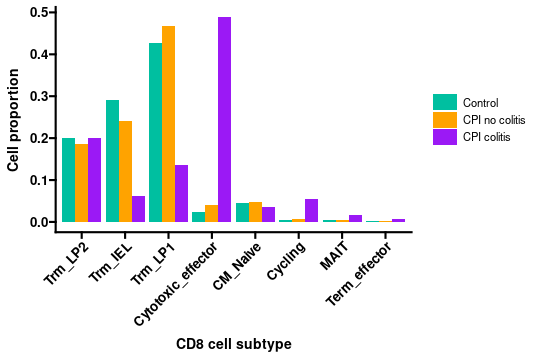 Cell proportion
0.5
0.4
0.3
0.2
0.1
0.0
Trm_LP2
Trm_IEL
Trm_LP1
Cytotoxic_effector
CM_Naive
Cycling
MAIT
Term_effector
CD8 cell subtype
Control
CPI no colitis
CPI colitis